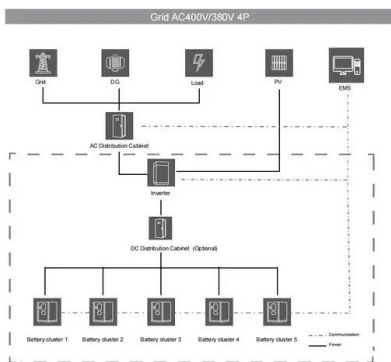 Grid AC400V/380V 4P
Grid
DG
Load
PV
EMS
AC Distribution Cabinet
Inverter
DC Distribution Cabinet (Optional)
Battery cluster 1
Battery cluster 2
Battery cluster 3
Battery cluster 4
Battery cluster 5
Communication
Power